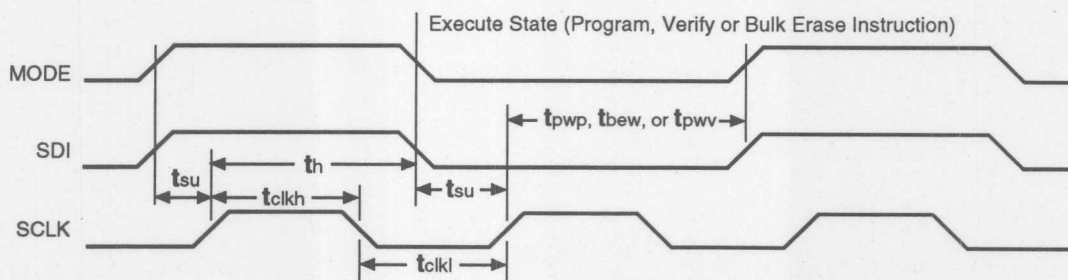 Execute State (Program, Verify or Bulk Erase Instruction)
MODE
tpwp, tbew, or tpwv
SDI
th
tsu
tclkh
tsu
SCLK
tclkl